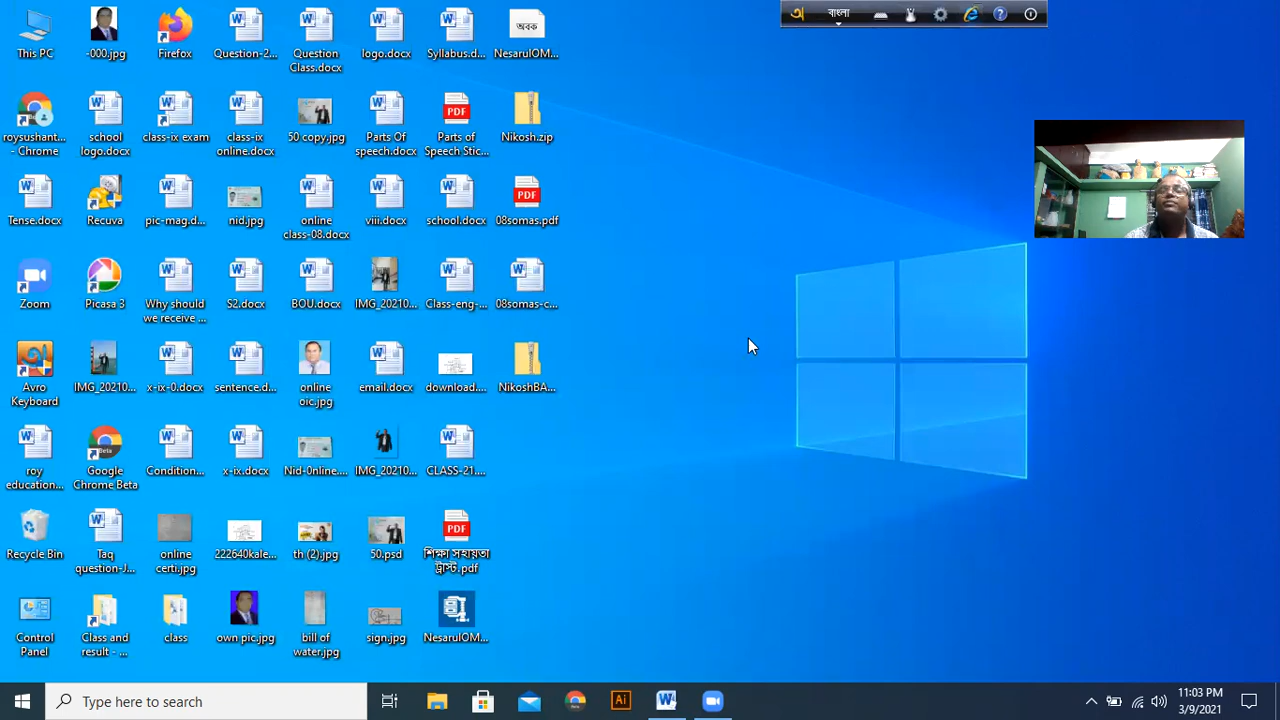 বাংলা
This PC
-000.jpg
Firefox
Question-2...
Question
Class.docx
logo.docx
Syllabus.d...
অবক
NesarulOM...
roysushant...
- Chrome
school
logo.docx
class-ix exam
class-ix
online.docx
50 copy.jpg
Parts Of
speech.docx
PDF
Parts of
Speech Stic...
Nikosh.zip
Tense.docx
Recuva
pic-mag.d...
nid.jpg
online
class-08.docx
viii.docx
school.docx
PDF
08somas.pdf
Zoom
Picasa 3
Why should
we receive ...
S2.docx
BOU.docx
IMG_20210...
Class-eng-...
08somas-c...
Avro
Keyboard
IMG_20210...
x-ix-0.docx
sentence.d...
online
oic.jpg
email.docx
download....
NikoshBA...
roy
education...
Beta
Google
Chrome Beta
Condition...
x-ix.docx
Nid-0nline....
IMG_20210...
CLASS-21....
Recycle Bin
Taq
question-J...
online
certi.jpg
222640kale...
th (2).jpg
50.psd
PDF
শিক্ষা সহায়তা
ট্রাস্ট.pdf
Control
Panel
Class and
result - ...
class
own pic.jpg
bill of
water.jpg
sign.jpg
NesarulOM...
Type here to search
Ai
11:03 PM
3/9/2021